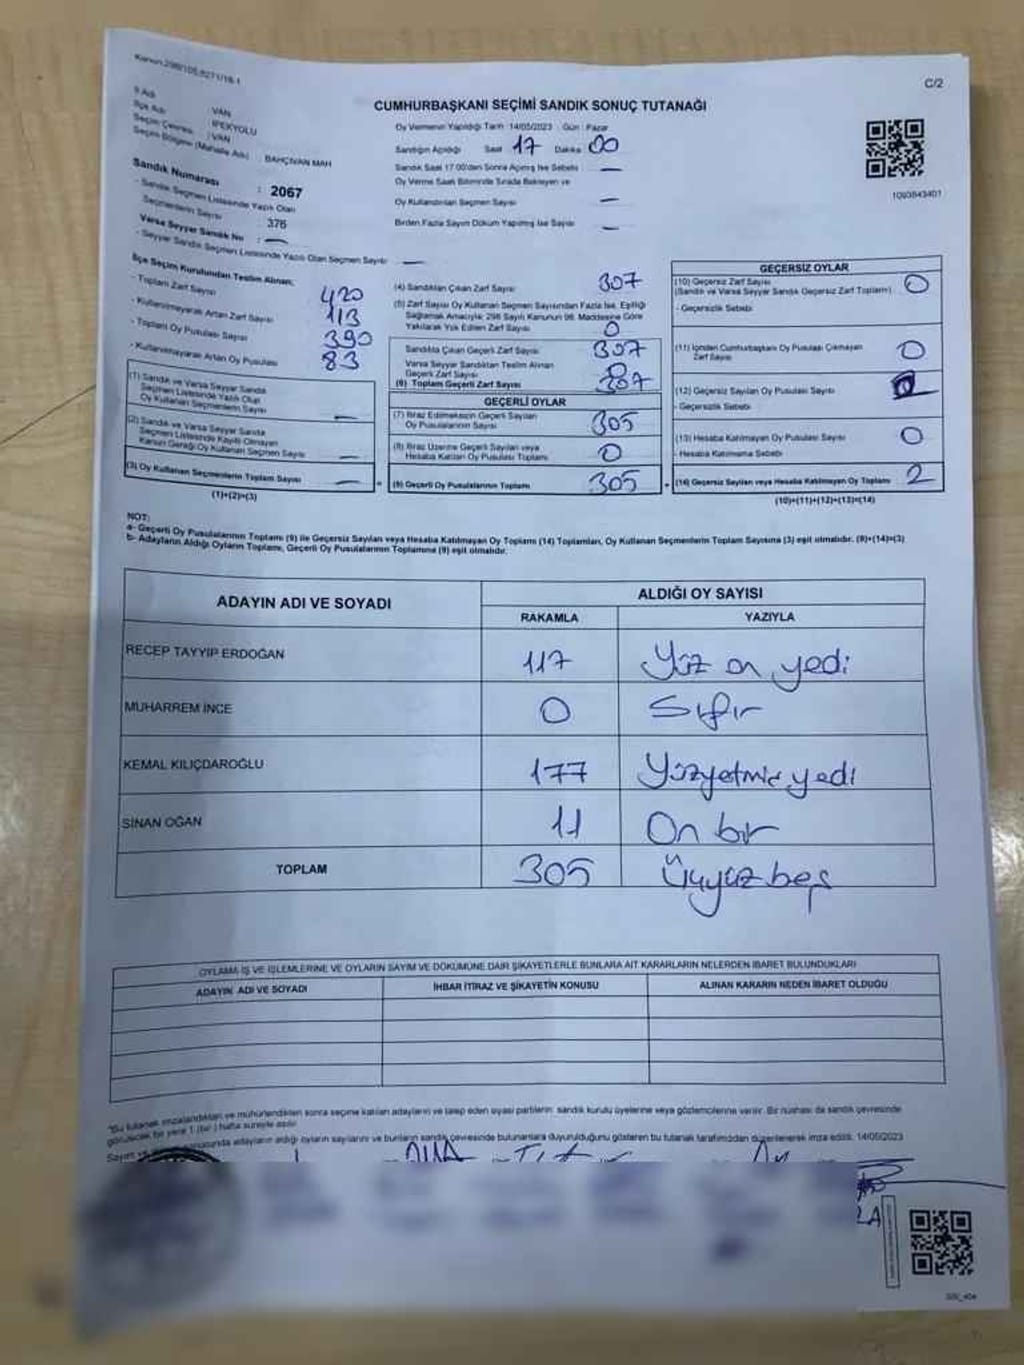 Kanun:298/105,6271/18-1
C/2
CUMHURBAŞKANI SEÇİMİ SANDIK SONUÇ TUTANAĞI
İl Adı : VAN
İlçe Adı : İPEKYOLU
Seçim Çevresi : VAN
Seçim Bölgesi (Mahalle Adı) : BAHÇIVAN MAH
Sandık Numarası : 2067
- Sandık Seçmen Listesinde Yazılı Olan Seçmenlerin Sayısı : 376
Varsa Seyyar Sandık No : —
- Seyyar Sandık Seçmen Listesinde Yazılı Olan Seçmen Sayısı —
Oy Vermenin Yapıldığı Tarih : 14/05/2023 Gün : Pazar
Sandığın Açıldığı Saat 17 Dakika 00
Sandık Saat 17:00'den Sonra Açılmış İse Sebebi —
Oy Verme Saati Bitiminde Sırada Bekleyen ve
Oy Kullandırılan Seçmen Sayısı —
Birden Fazla Sayım Döküm Yapılmış İse Sayısı —
1090843401
İlçe Seçim Kurulundan Teslim Alınan;
- Toplam Zarf Sayısı 420
- Kullanılmayarak Artan Zarf Sayısı 113
- Toplam Oy Pusulası Sayısı 390
- Kullanılmayarak Artan Oy Pusulası 83
(1) Sandık ve Varsa Seyyar Sandık
Seçmen Listesinde Yazılı Olup
Oy Kullanan Seçmenlerin Sayısı —
(2) Sandık ve Varsa Seyyar Sandık
Seçmen Listesinde Kayıtlı Olmayan
Kanun Gereği Oy Kullanan Seçmen Sayısı —
(3) Oy Kullanan Seçmenlerin Toplam Sayısı —
(1)+(2)=(3)
(4) Sandıktan Çıkan Zarf Sayısı 307
(5) Zarf Sayısı Oy Kullanan Seçmen Sayısından Fazla İse, Eşitliği
Sağlamak Amacıyla; 298 Sayılı Kanunun 98. Maddesine Göre
Yakılarak Yok Edilen Zarf Sayısı 0
Sandıkta Çıkan Geçerli Zarf Sayısı 307
Varsa Seyyar Sandıktan Teslim Alınan
Geçerli Zarf Sayısı 0
(6) Toplam Geçerli Zarf Sayısı 307
GEÇERLİ OYLAR
(7) İtiraz Edilmeksizin Geçerli Sayılan
Oy Pusulalarının Sayısı 305
(8) İtiraz Üzerine Geçerli Sayılan veya
Hesaba Katılan Oy Pusulası Toplamı 0
(9) Geçerli Oy Pusulalarının Toplamı 305
GEÇERSİZ OYLAR
(10) Geçersiz Zarf Sayısı 0
(Sandık ve Varsa Seyyar Sandık Geçersiz Zarf Toplamı)
- Geçersizlik Sebebi
(11) İçinden Cumhurbaşkanı Oy Pusulası Çıkmayan
Zarf Sayısı 0
(12) Geçersiz Sayılan Oy Pusulası Sayısı
- Geçersizlik Sebebi
(13) Hesaba Katılmayan Oy Pusulası Sayısı 0
- Hesaba Katılmama Sebebi
(14) Geçersiz Sayılan veya Hesaba Katılmayan Oy Toplamı 2
(10)+(11)+(12)+(13)=(14)
NOT:
a- Geçerli Oy Pusulalarının Toplamı (9) ile Geçersiz Sayılan veya Hesaba Katılmayan Oy Toplamı (14) Toplamları, Oy Kullanan Seçmenlerin Toplam Sayısına (3) eşit olmalıdır. (9)+(14)=(3)
b- Adayların Aldığı Oyların Toplamı, Geçerli Oy Pusulalarının Toplamına (9) eşit olmalıdır.
ADAYIN ADI VE SOYADI ALDIĞI OY SAYISI
RAKAMLA YAZIYLA
RECEP TAYYİP ERDOĞAN 117 Yüz on yedi
MUHARREM İNCE 0 Sıfır
KEMAL KILIÇDAROĞLU 177 Yüzyetmiş yedi
SİNAN OĞAN 11 On bir
TOPLAM 305 Üçyüz beş
OYLAMA İŞ VE İŞLEMLERİNE VE OYLARIN SAYIM VE DÖKÜMÜNE DAİR ŞİKAYETLERLE BUNLARA AİT KARARLARIN NELERDEN İBARET BULUNDUKLARI
ADAYIN ADI VE SOYADI İHBAR İTİRAZ VE ŞİKAYETİN KONUSU ALINAN KARARIN NEDEN İBARET OLDUĞU
"Bu tutanak imzalandıktan ve mühürlendikten sonra seçime katılan adayların ve talep eden siyasi partilerin sandık kurulu üyelerine veya gözlemcilerine verilir. Bir nüshası da sandık çevresinde
görülecek bir yere 1 (bir) hafta süreyle asılır.
Sayım ve sonucunda adayların aldığı oyların sayılarını ve bunların sandık çevresinde bulunanlara duyurulduğunu gösteren bu tutanak tarafımızdan düzenlenerek imza edildi. 14/05/2023